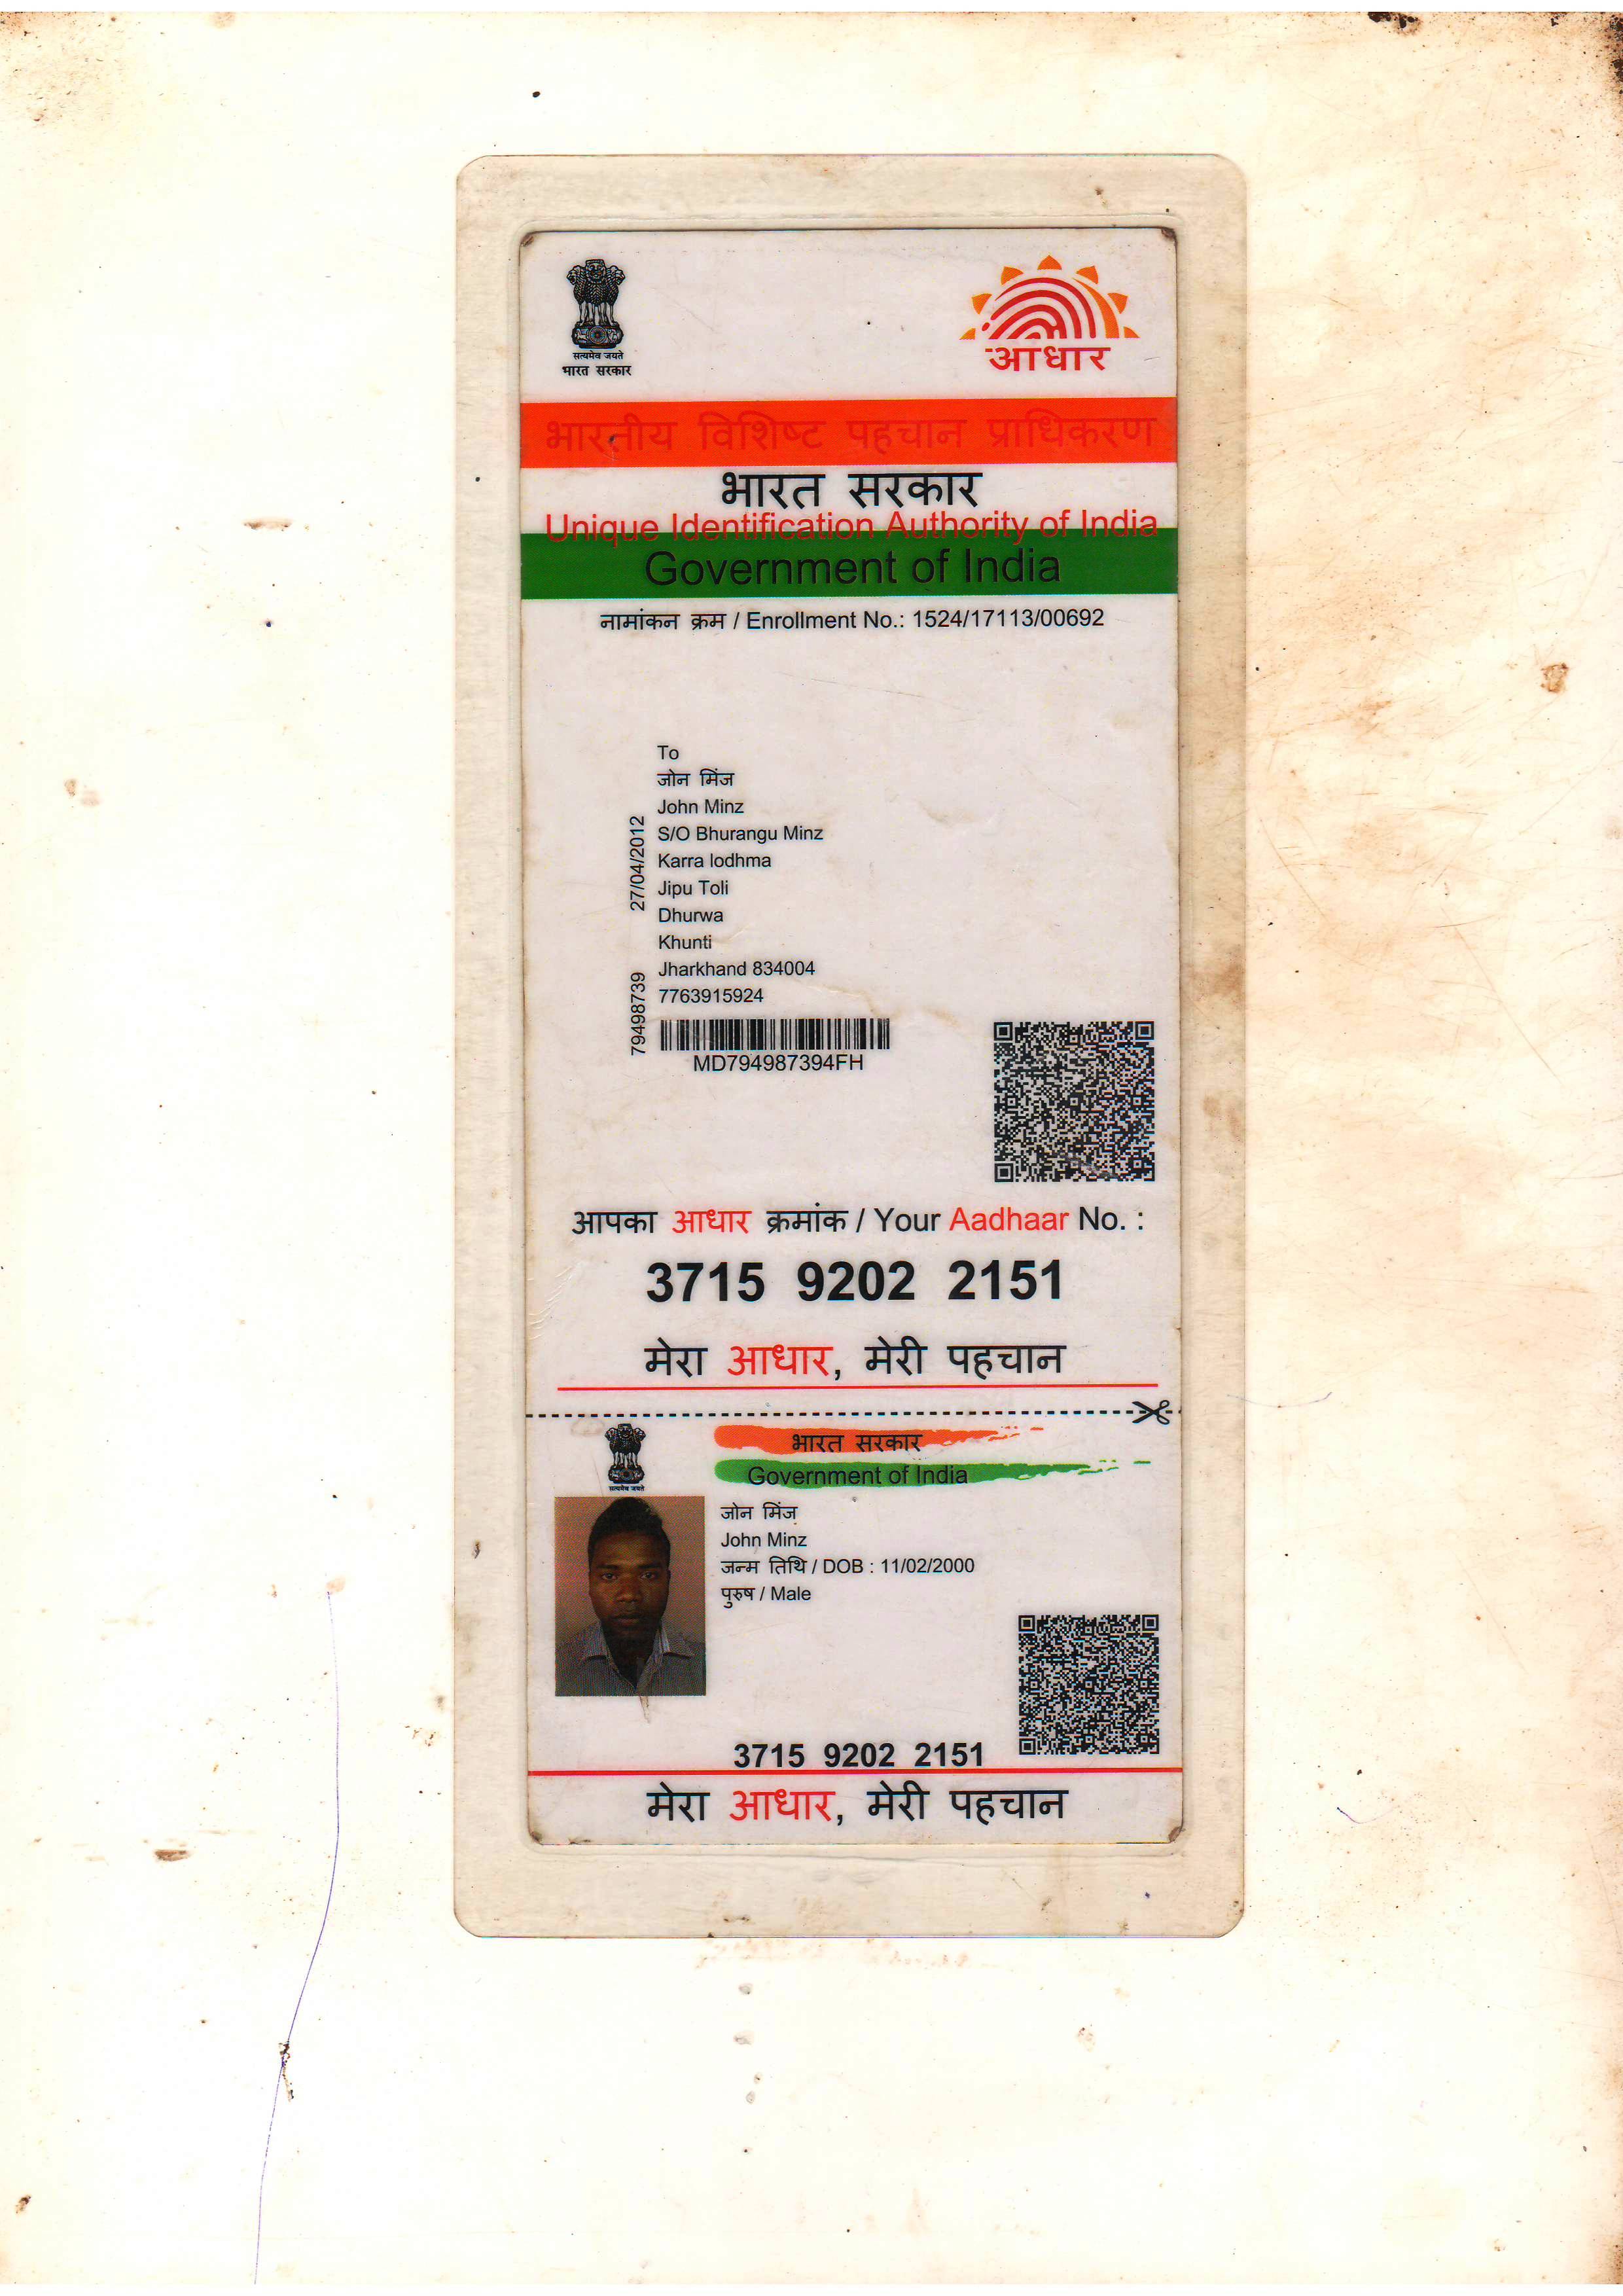 सत्यमेव जयते
भारत सरकार
आधार
भारतीय विशिष्ट पहचान प्राधिकरण
भारत सरकार
Unique Identification Authority of India
Government of India
नामांकन क्रम / Enrollment No.: 1524/17113/00692
To
जोन मिंज
John Minz
S/O Bhurangu Minz
Karra lodhma
Jipu Toli
Dhurwa
Khunti
Jharkhand 834004
7763915924
27/04/2012
79498739
MD794987394FH
आपका आधार क्रमांक / Your Aadhaar No. :
3715 9202 2151
मेरा आधार, मेरी पहचान
सत्यमेव जयते
भारत सरकार
Government of India
जोन मिंज
John Minz
जन्म तिथि / DOB : 11/02/2000
पुरुष / Male
3715 9202 2151
मेरा आधार, मेरी पहचान